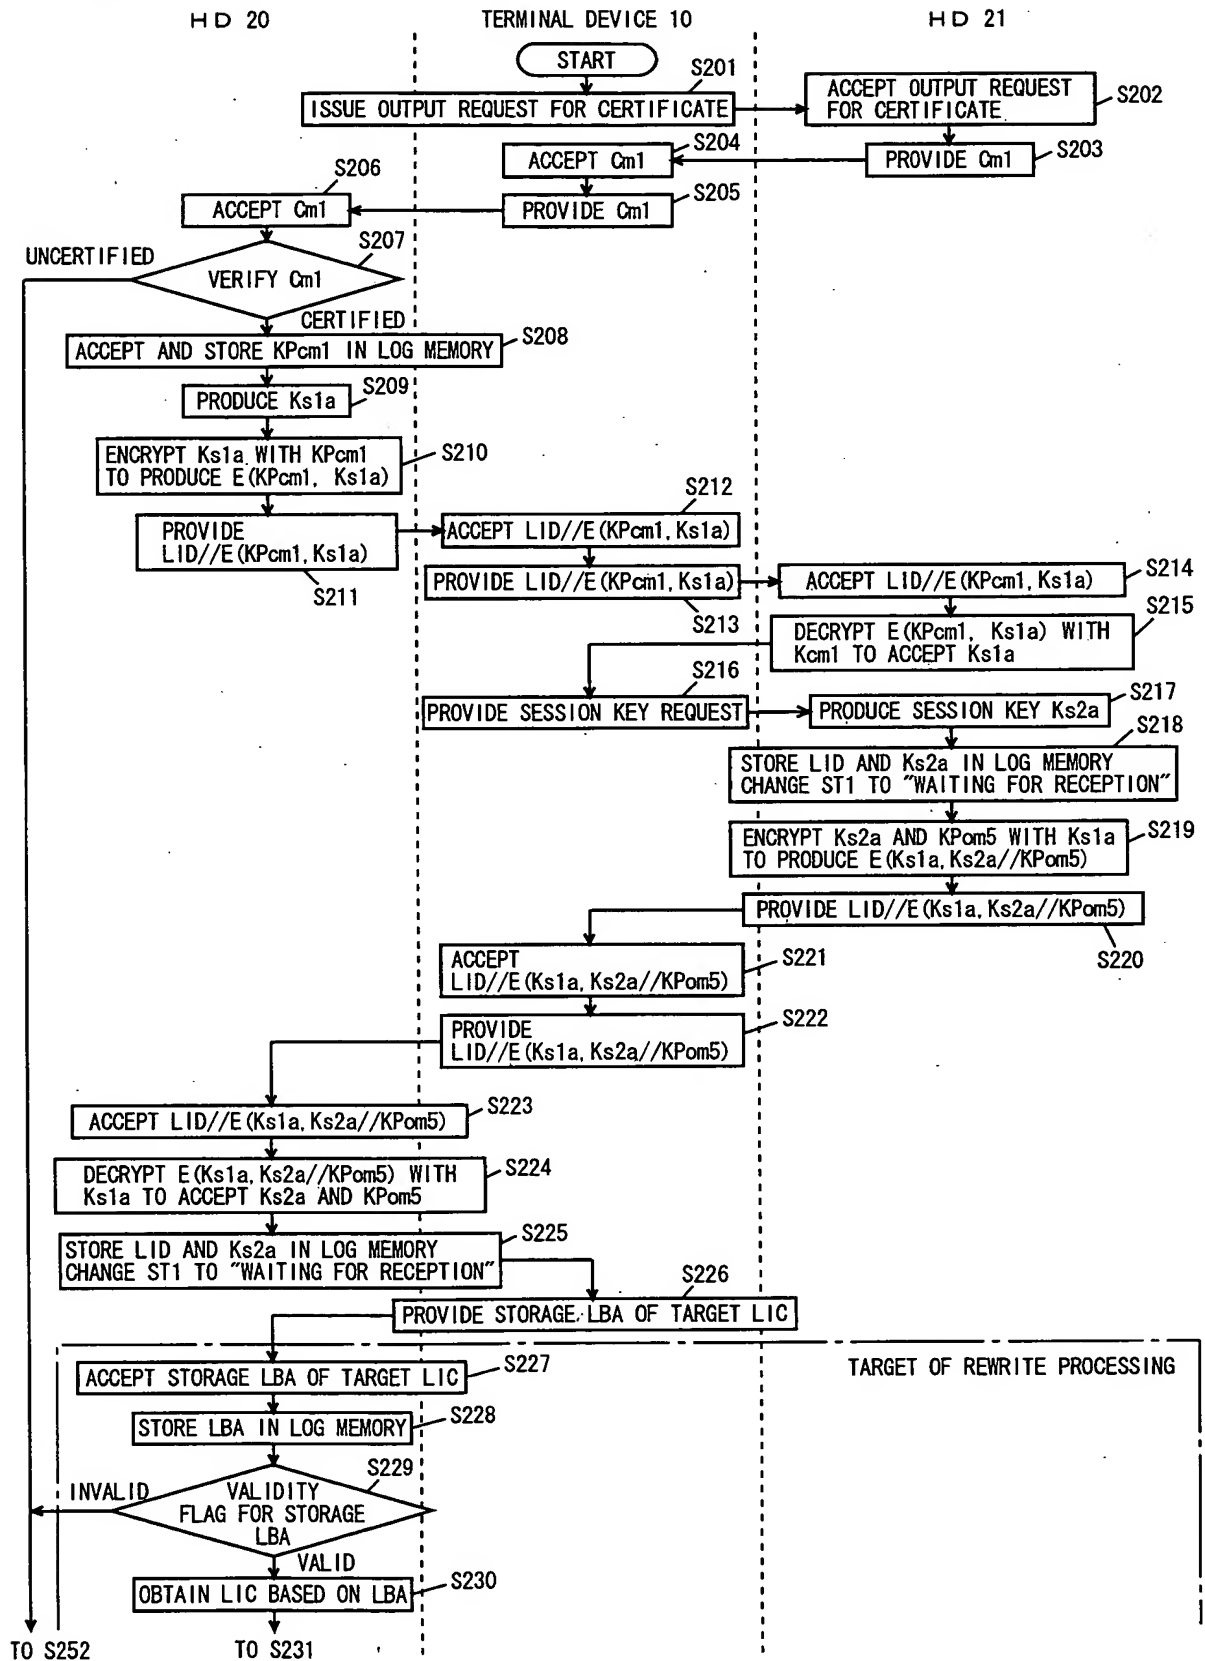 HD 20
TERMINAL DEVICE 10
HD 21
START
S201
ISSUE OUTPUT REQUEST FOR CERTIFICATE
ACCEPT OUTPUT REQUEST
FOR CERTIFICATE
S202
S204
ACCEPT Cm1
PROVIDE Cm1
S203
S206
ACCEPT Cm1
PROVIDE Cm1
S205
UNCERTIFIED
S207
VERIFY Cm1
CERTIFIED
S208
ACCEPT AND STORE KPcm1 IN LOG MEMORY
S209
PRODUCE Ks1a
ENCRYPT Ks1a WITH KPcm1
TO PRODUCE E(KPcm1, Ks1a)
S210
S212
PROVIDE
LID//E(KPcm1,Ks1a)
S211
ACCEPT LID//E(KPcm1,Ks1a)
PROVIDE LID//E(KPcm1,Ks1a)
S213
ACCEPT LID//E(KPcm1,Ks1a)
S214
S215
DECRYPT E(KPcm1, Ks1a) WITH
Kcm1 TO ACCEPT Ks1a
S216
PROVIDE SESSION KEY REQUEST
PRODUCE SESSION KEY Ks2a
S217
S218
STORE LID AND Ks2a IN LOG MEMORY
CHANGE ST1 TO "WAITING FOR RECEPTION"
ENCRYPT Ks2a AND KPom5 WITH Ks1a
TO PRODUCE E(Ks1a,Ks2a//KPom5)
S219
PROVIDE LID//E(Ks1a,Ks2a//KPom5)
S220
ACCEPT
LID//E(Ks1a,Ks2a//KPom5)
S221
PROVIDE
LID//E(Ks1a,Ks2a//KPom5)
S222
S223
ACCEPT LID//E(Ks1a,Ks2a//KPom5)
DECRYPT E(Ks1a,Ks2a//KPom5) WITH
Ks1a TO ACCEPT Ks2a AND KPom5
S224
S225
STORE LID AND Ks2a IN LOG MEMORY
CHANGE ST1 TO "WAITING FOR RECEPTION"
S226
PROVIDE STORAGE LBA OF TARGET LIC
TARGET OF REWRITE PROCESSING
S227
ACCEPT STORAGE LBA OF TARGET LIC
S228
STORE LBA IN LOG MEMORY
S229
INVALID
VALIDITY
FLAG FOR STORAGE
LBA
VALID
S230
OBTAIN LIC BASED ON LBA
TO S252
TO S231